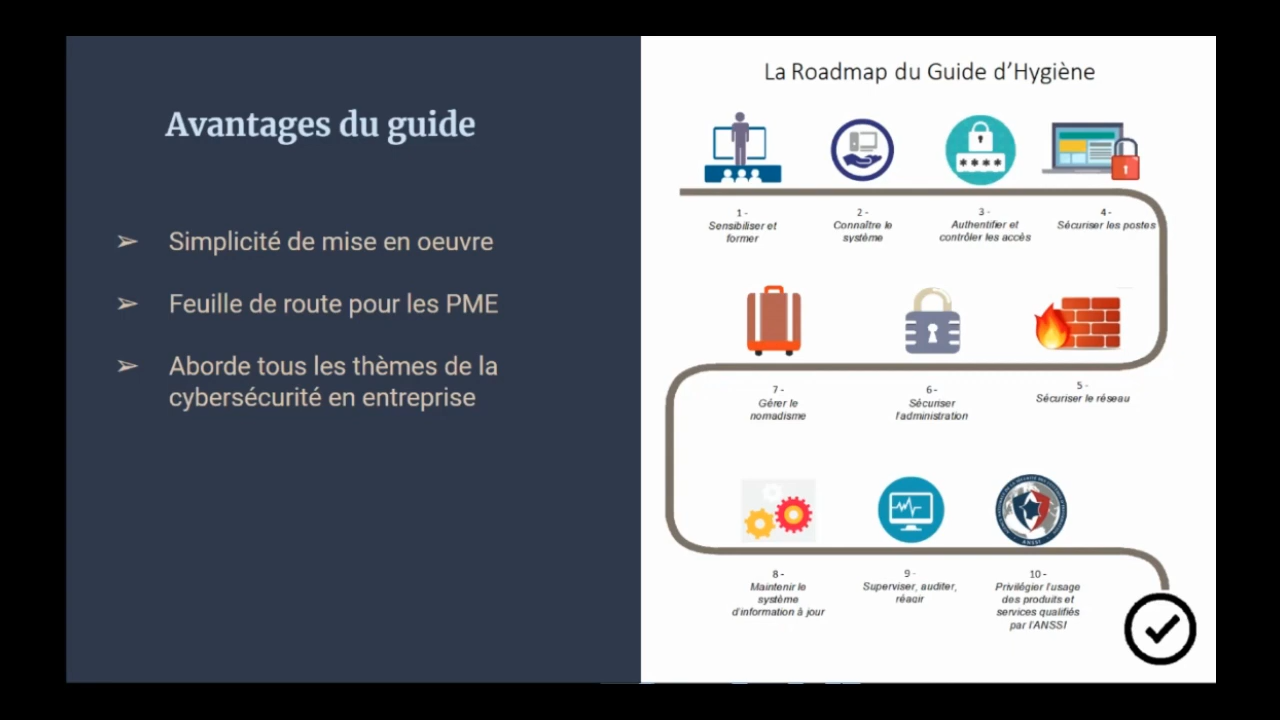 Avantages du guide
➢ Simplicité de mise en oeuvre
➢ Feuille de route pour les PME
➢ Aborde tous les thèmes de la
cybersécurité en entreprise
La Roadmap du Guide d'Hygiène
****
1 -
Sensibiliser et
former
2 -
Connaître le
système
3 -
Authentifier et
contrôler les accès
4 -
Sécuriser les postes
5 -
Sécuriser le réseau
6 -
Sécuriser
l'administration
7 -
Gérer le
nomadisme
8 -
Maintenir le
système
d'information à jour
9 -
Superviser, auditer,
réagir
10 -
Privilégier l'usage
des produits et
services qualifiés
par l'ANSSI
ANSSI